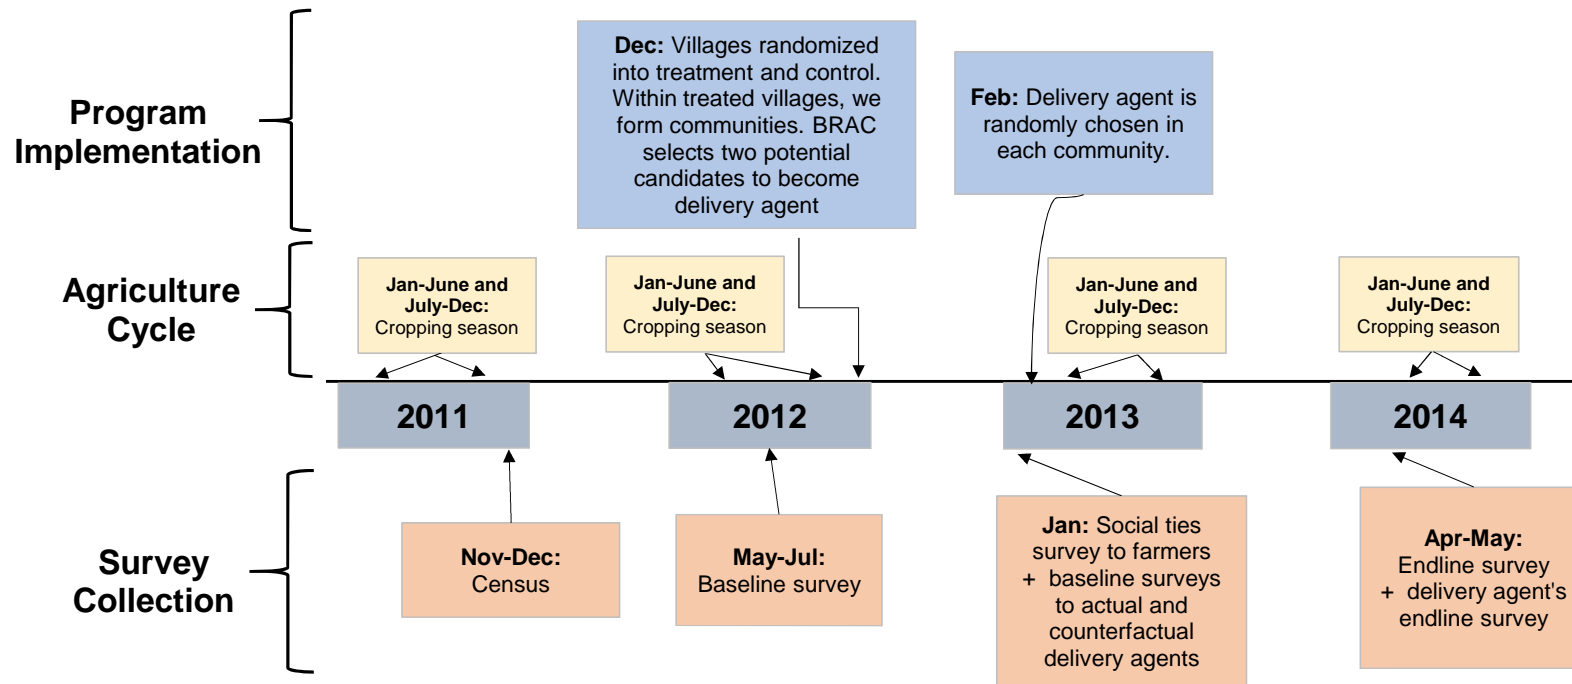 Program
Implementation
Dec: Villages randomized
into treatment and control.
Within treated villages, we
form communities. BRAC
selects two potential
candidates to become
delivery agent
Feb: Delivery agent is
randomly chosen in
each community.
Agriculture
Cycle
Jan-June and
July-Dec:
Cropping season
Jan-June and
July-Dec:
Cropping season
Jan-June and
July-Dec:
Cropping season
Jan-June and
July-Dec:
Cropping season
2011
2012
2013
2014
Survey
Collection
Nov-Dec:
Census
May-Jul:
Baseline survey
Jan: Social ties
survey to farmers
+ baseline surveys
to actual and
counterfactual
delivery agents
Apr-May:
Endline survey
+ delivery agent's
endline survey